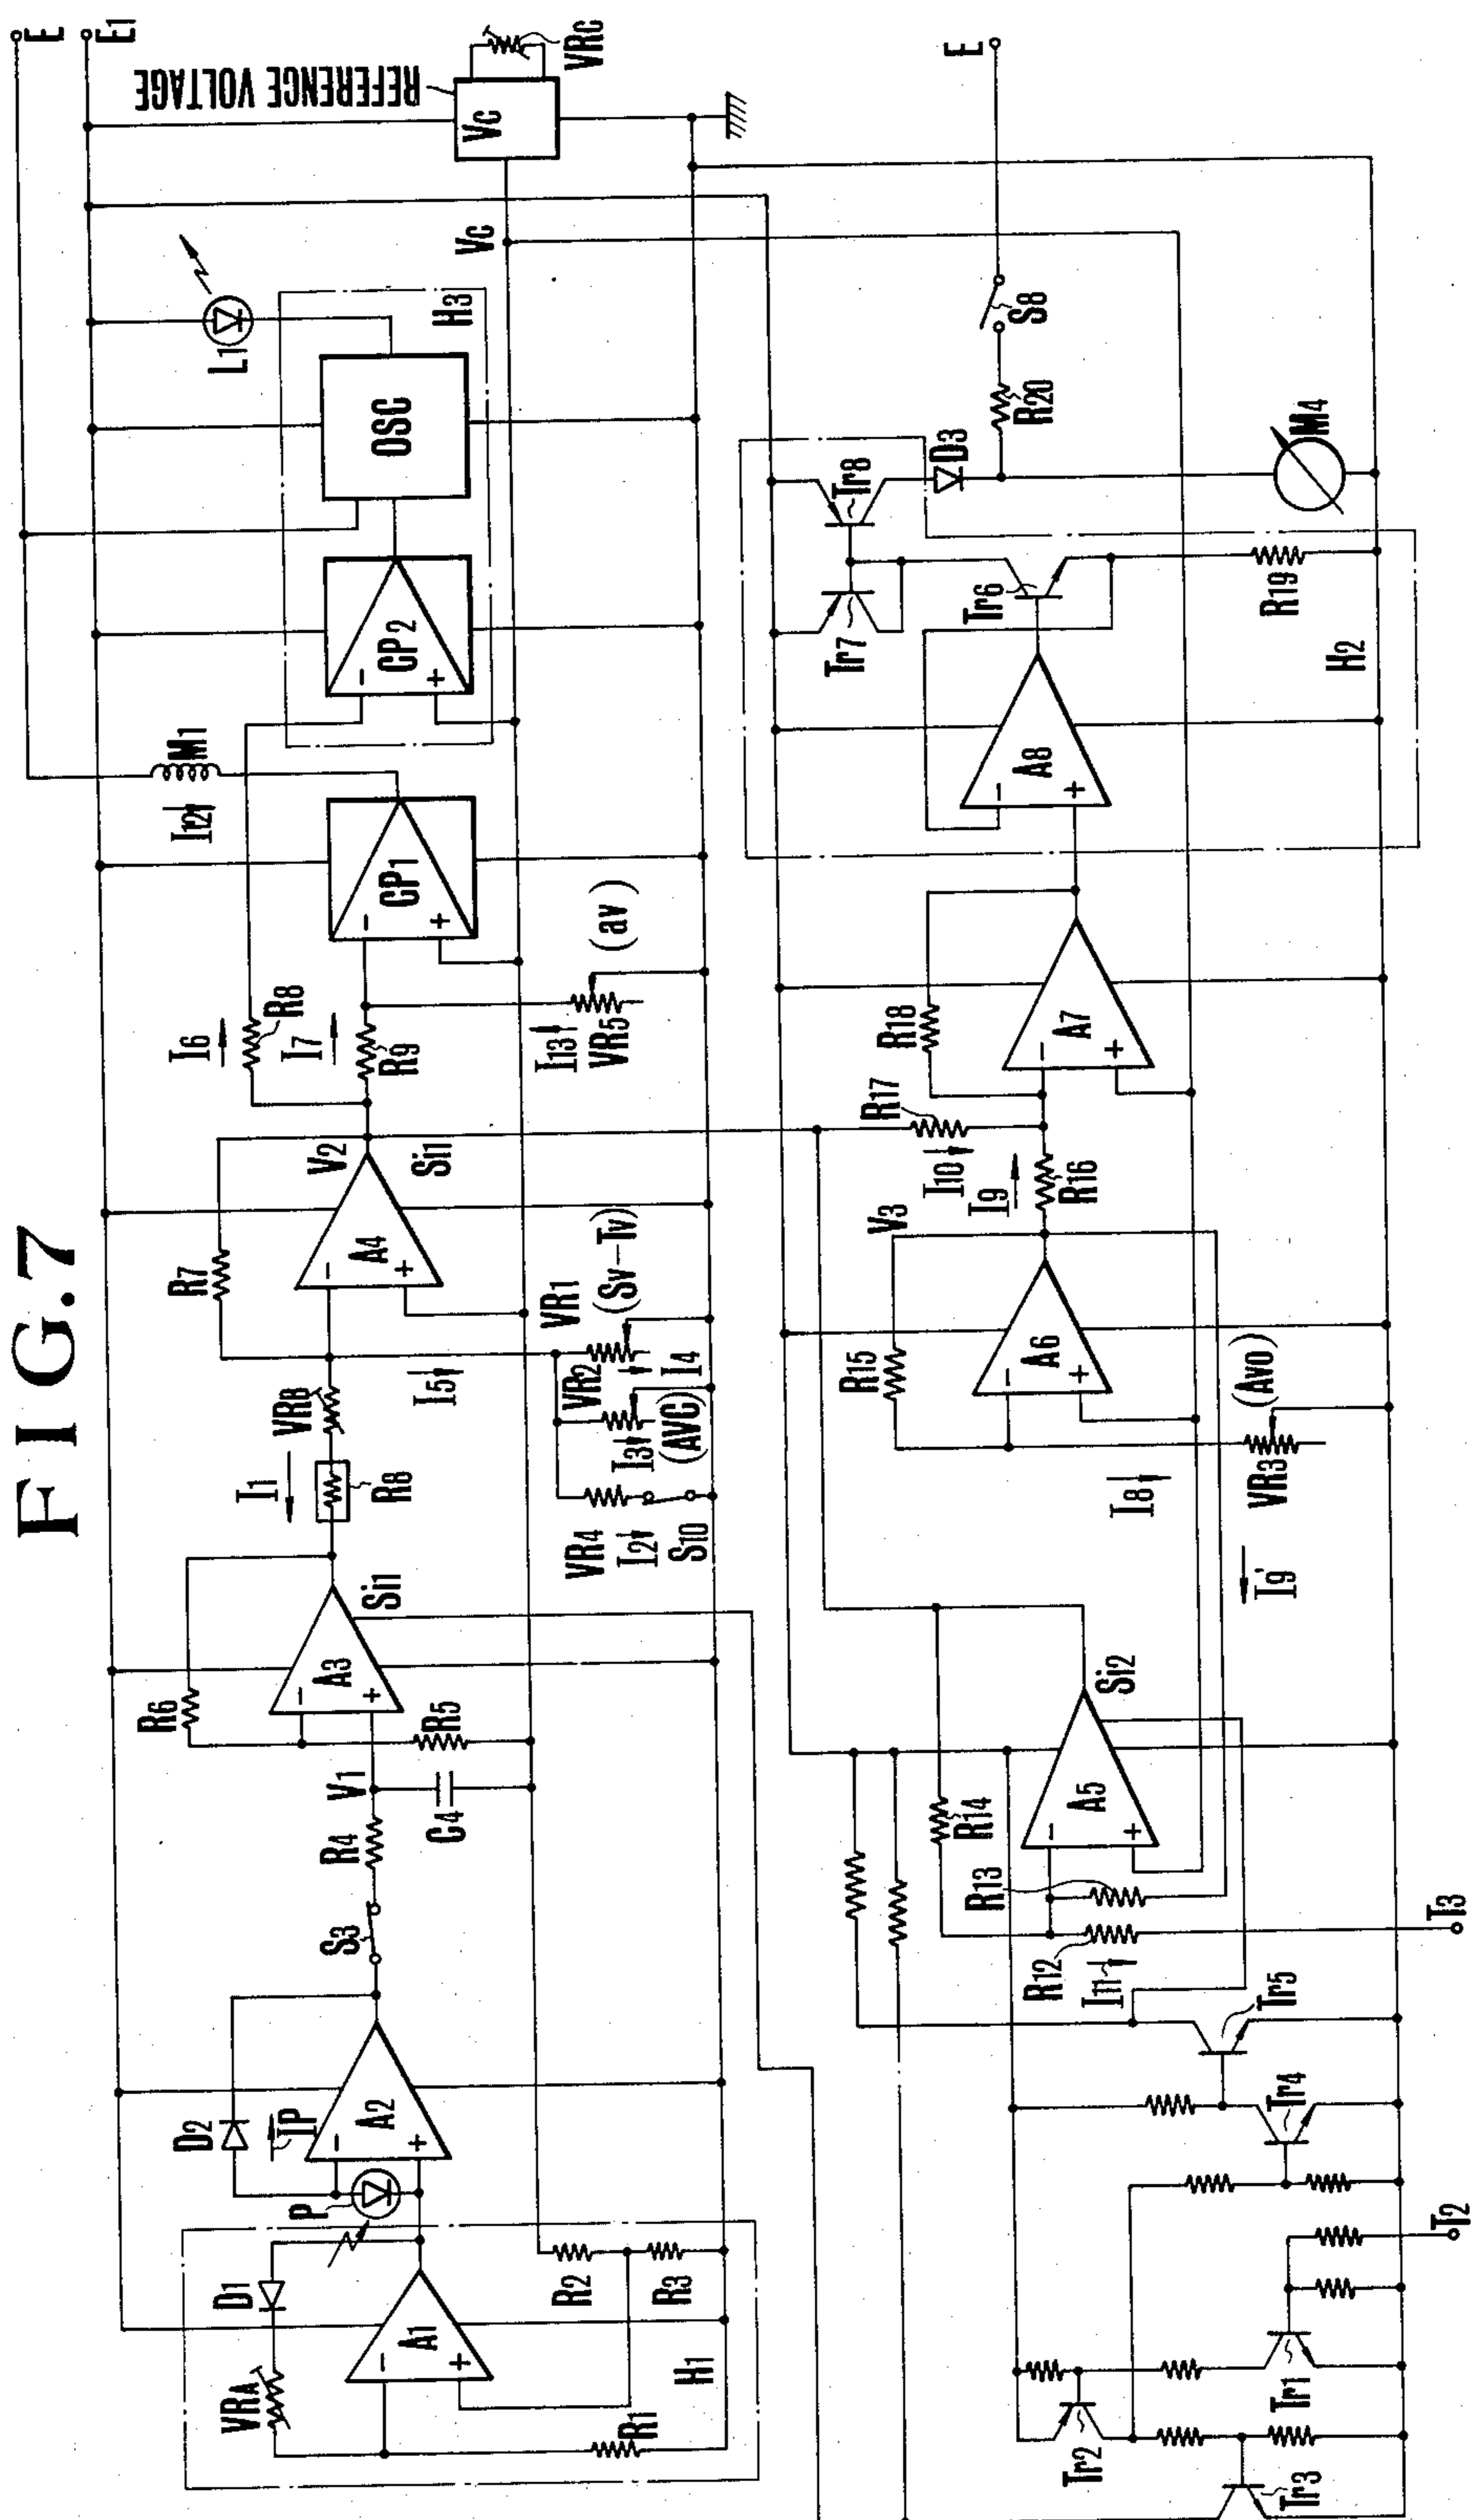 FIG.7
E
E1
REFERENCE VOLTAGE
VC
VRC
VC
L1
H3
OSC
CP2
-
+
M1
I12
CP1
-
+
(av)
I6
R8
I7
R9
I13
VR5
V2
Si1
R7
A4
-
+
VR1
(Sv-Tv)
VR2
I4
I5
VRB
I1
R8
I3
(AVC)
VR4
I2
S10
Si1
A3
-
+
R6
R5
V1
C4
R4
S3
D2
IP
A2
-
+
P
D1
R2
R3
VRA
A1
-
+
H1
R1
E
S8
R20
D3
M4
Tr8
Tr7
Tr6
R19
H2
A8
-
+
R18
A7
-
+
R17
I10
I9
R16
V3
R15
A6
-
+
(AVO)
VR3
I8
I9'
Si2
A5
-
+
R14
R13
R12
I11
T3
Tr5
Tr4
T2
Tr1
Tr2
Tr3